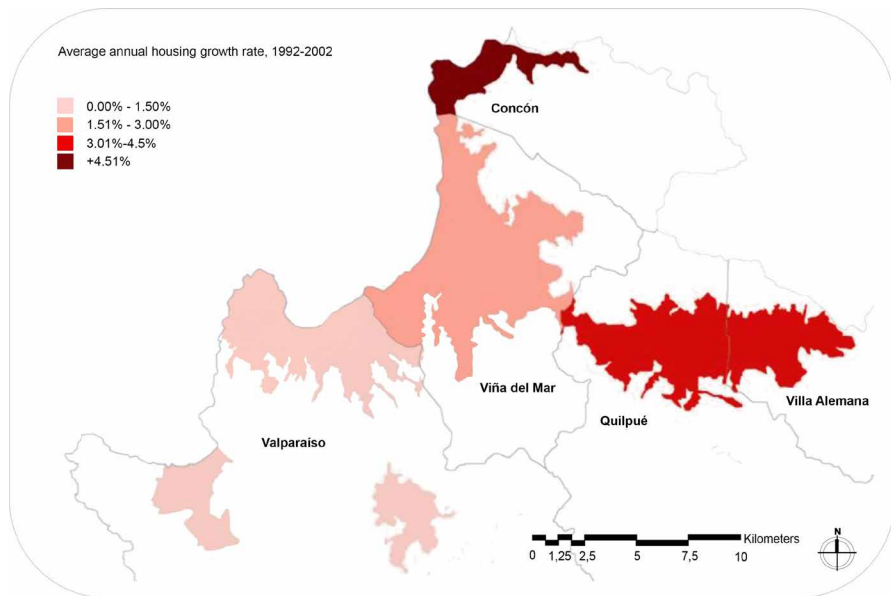 Average annual housing growth rate, 1992-2002
0.00% - 1.50%
1.51% - 3.00%
3.01%-4.5%
+4.51%
Concón
Viña del Mar
Villa Alemana
Quilpué
Valparaíso
N
Kilometers
0 1,25 2,5 5 7,5 10